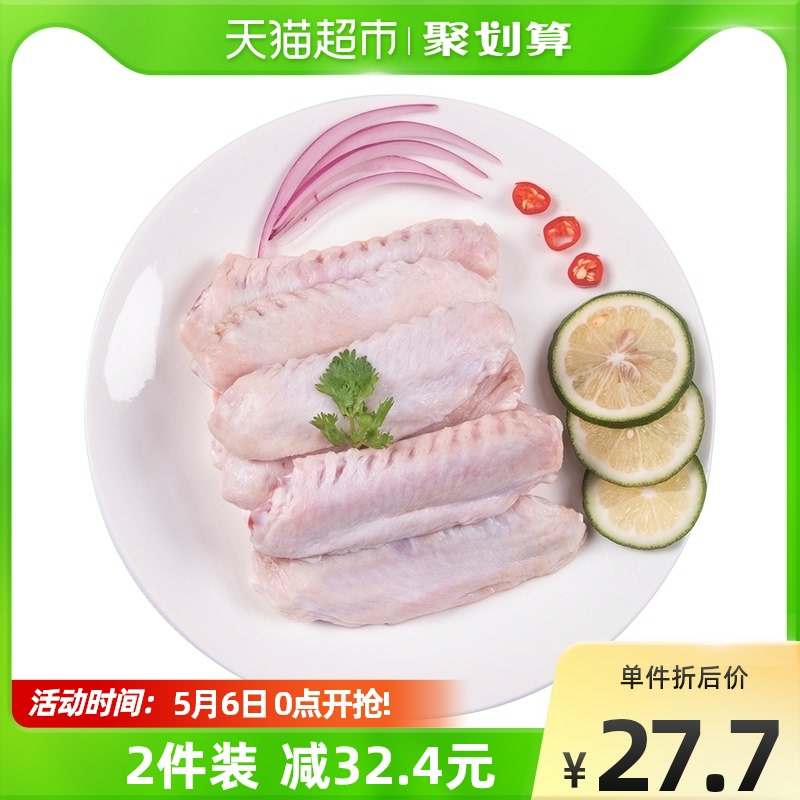 天猫超市 聚划算
活动时间: 5月6日 0点开抢!
2件装 减32.4元
单件折后价
¥27.7